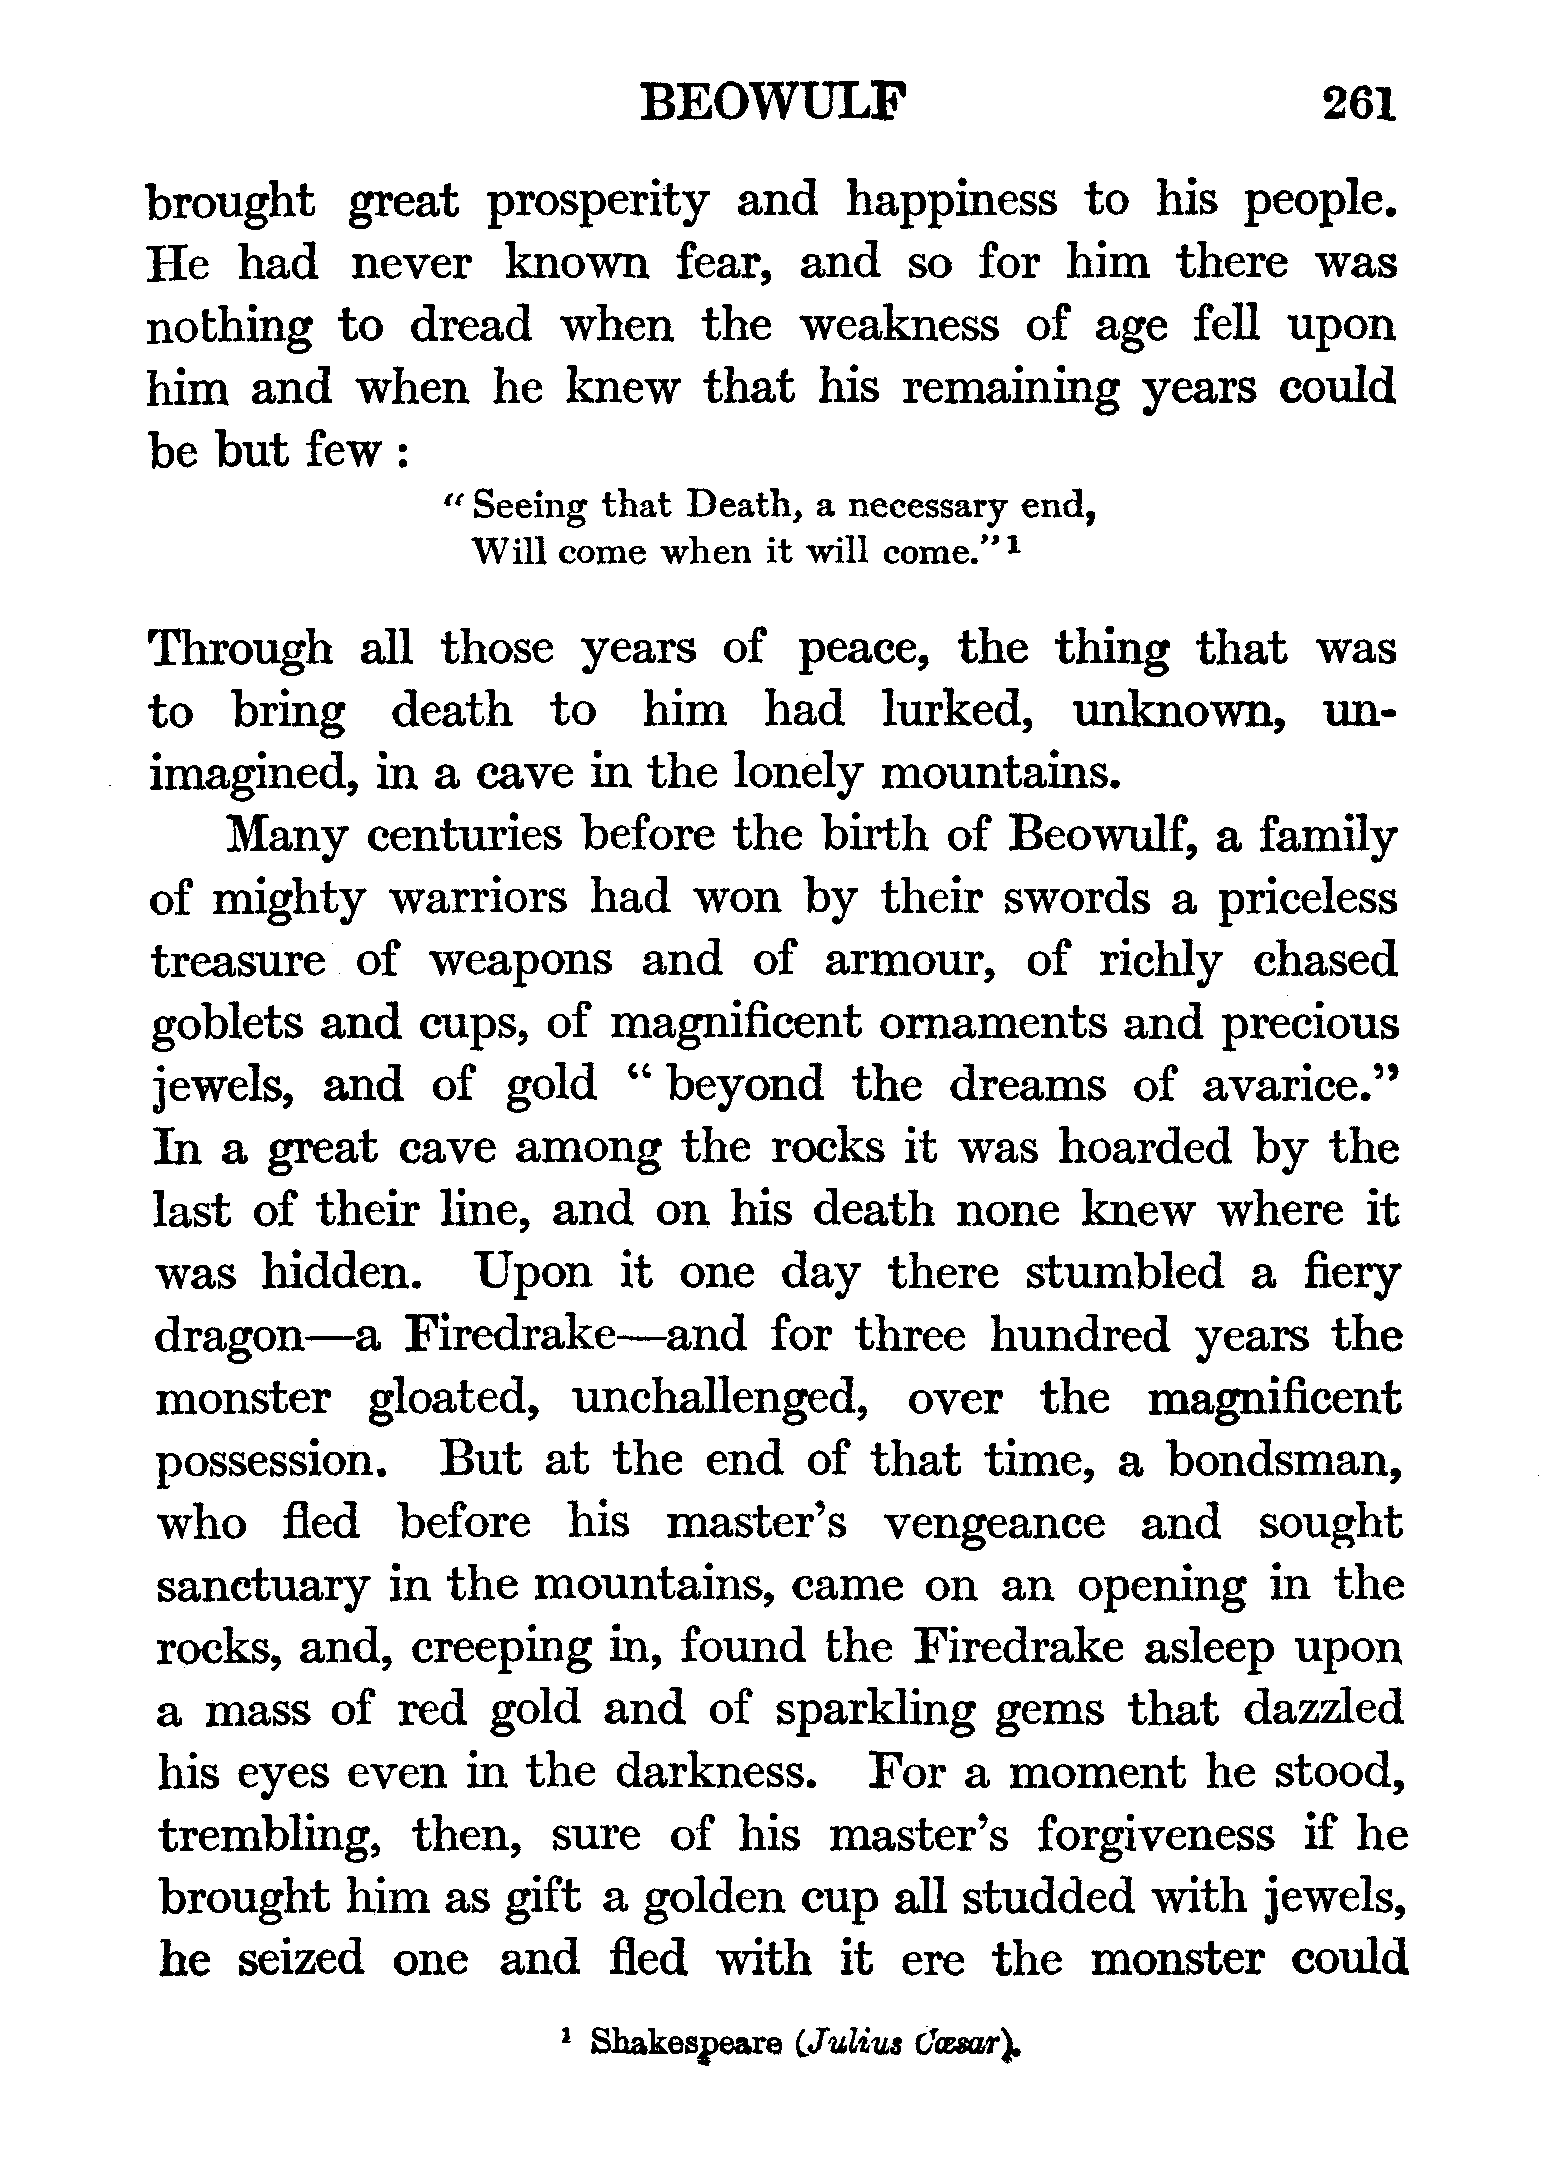 BEOWULF 261
brought great prosperity and happiness to his people.
He had never known fear, and so for him there was
nothing to dread when the weakness of age fell upon
him and when he knew that his remaining years could
be but few :
“ Seeing that Death, a necessary end,
Will come when it will come.” ¹
Through all those years of peace, the thing that was
to bring death to him had lurked, unknown, un-
imagined, in a cave in the lonely mountains.
Many centuries before the birth of Beowulf, a family
of mighty warriors had won by their swords a priceless
treasure of weapons and of armour, of richly chased
goblets and cups, of magnificent ornaments and precious
jewels, and of gold “ beyond the dreams of avarice.”
In a great cave among the rocks it was hoarded by the
last of their line, and on his death none knew where it
was hidden. Upon it one day there stumbled a fiery
dragon—a Firedrake—and for three hundred years the
monster gloated, unchallenged, over the magnificent
possession. But at the end of that time, a bondsman,
who fled before his master’s vengeance and sought
sanctuary in the mountains, came on an opening in the
rocks, and, creeping in, found the Firedrake asleep upon
a mass of red gold and of sparkling gems that dazzled
his eyes even in the darkness. For a moment he stood,
trembling, then, sure of his master’s forgiveness if he
brought him as gift a golden cup all studded with jewels,
he seized one and fled with it ere the monster could
¹ Shakespeare (Julius Cæsar).